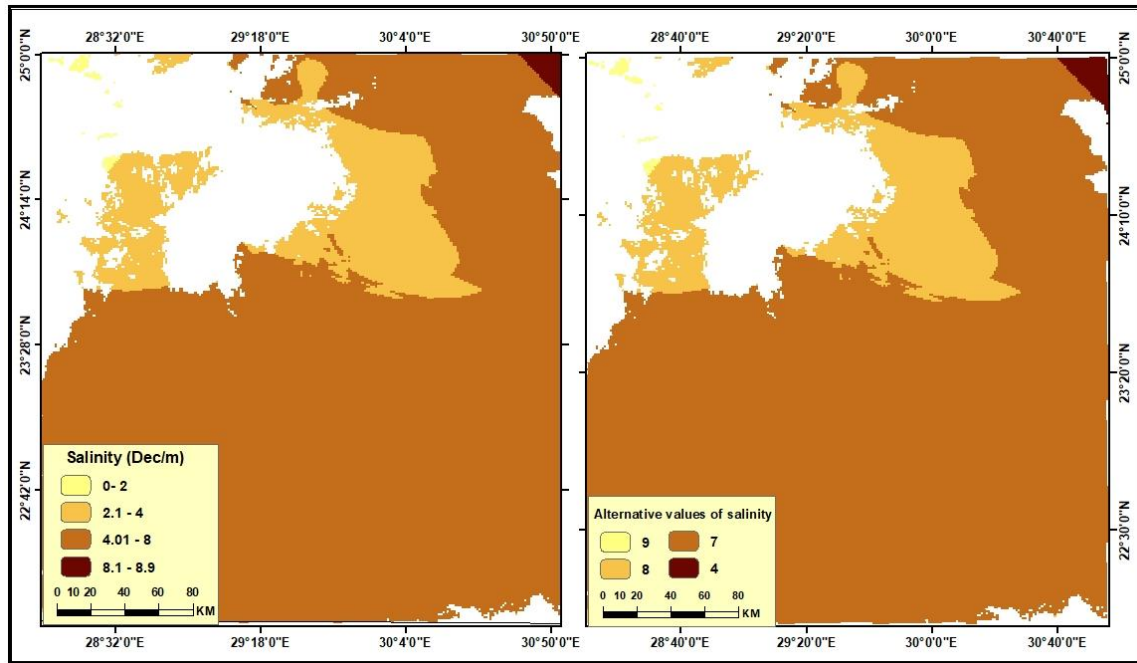 28°32'0"E 29°18'0"E 30°4'0"E 30°50'0"E
25°0'0"N
24°14'0"N
23°28'0"N
22°42'0"N
Salinity (Dec/m)
0- 2
2.1 - 4
4.01 - 8
8.1 - 8.9
0 10 20 40 60 80
KM
28°32'0"E 29°18'0"E 30°4'0"E 30°50'0"E
28°40'0"E 29°20'0"E 30°0'0"E 30°40'0"E
25°0'0"N
24°10'0"N
23°20'0"N
22°30'0"N
Alternative values of salinity
9 7
8 4
0 10 20 40 60 80
KM
28°40'0"E 29°20'0"E 30°0'0"E 30°40'0"E